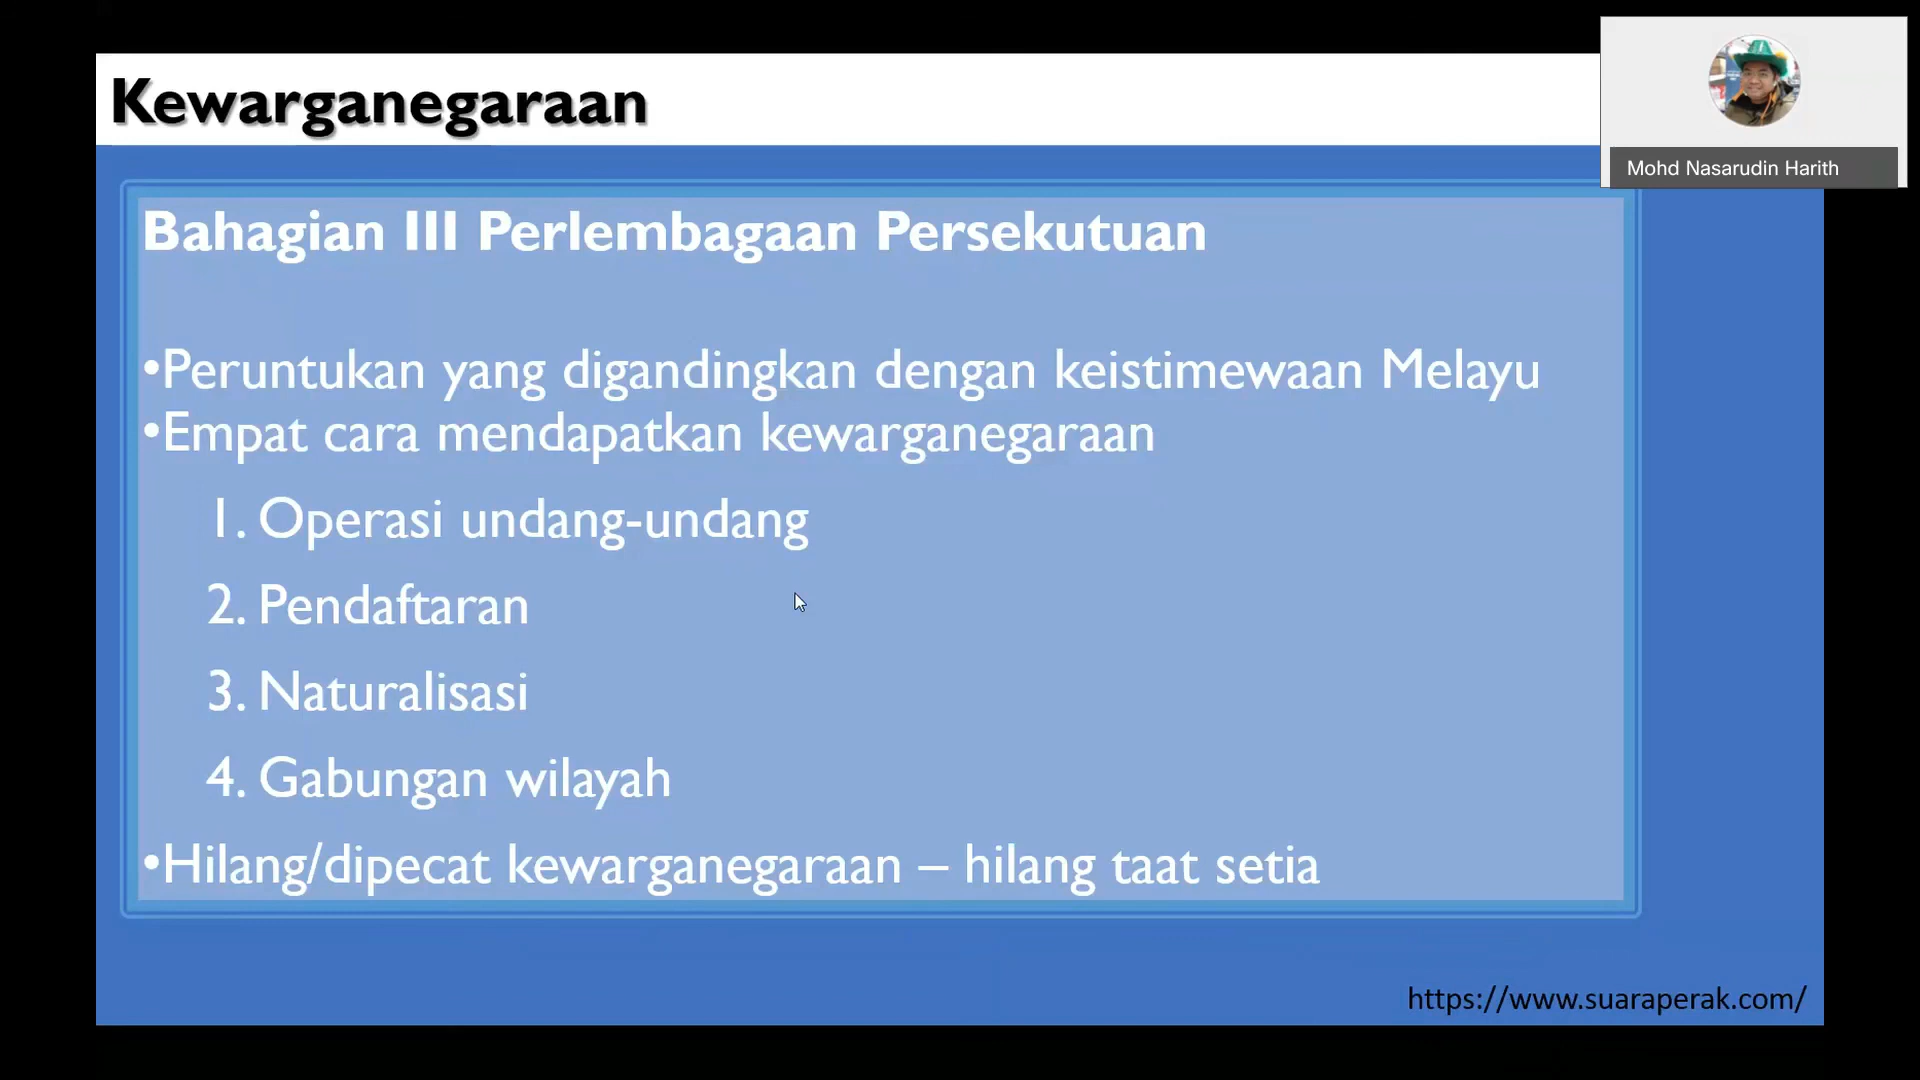 Kewarganegaraan
Mohd Nasarudin Harith
Bahagian III Perlembagaan Persekutuan
•Peruntukan yang digandingkan dengan keistimewaan Melayu
•Empat cara mendapatkan kewarganegaraan
1. Operasi undang-undang
2. Pendaftaran
3. Naturalisasi
4. Gabungan wilayah
•Hilang/dipecat kewarganegaraan – hilang taat setia
https://www.suaraperak.com/